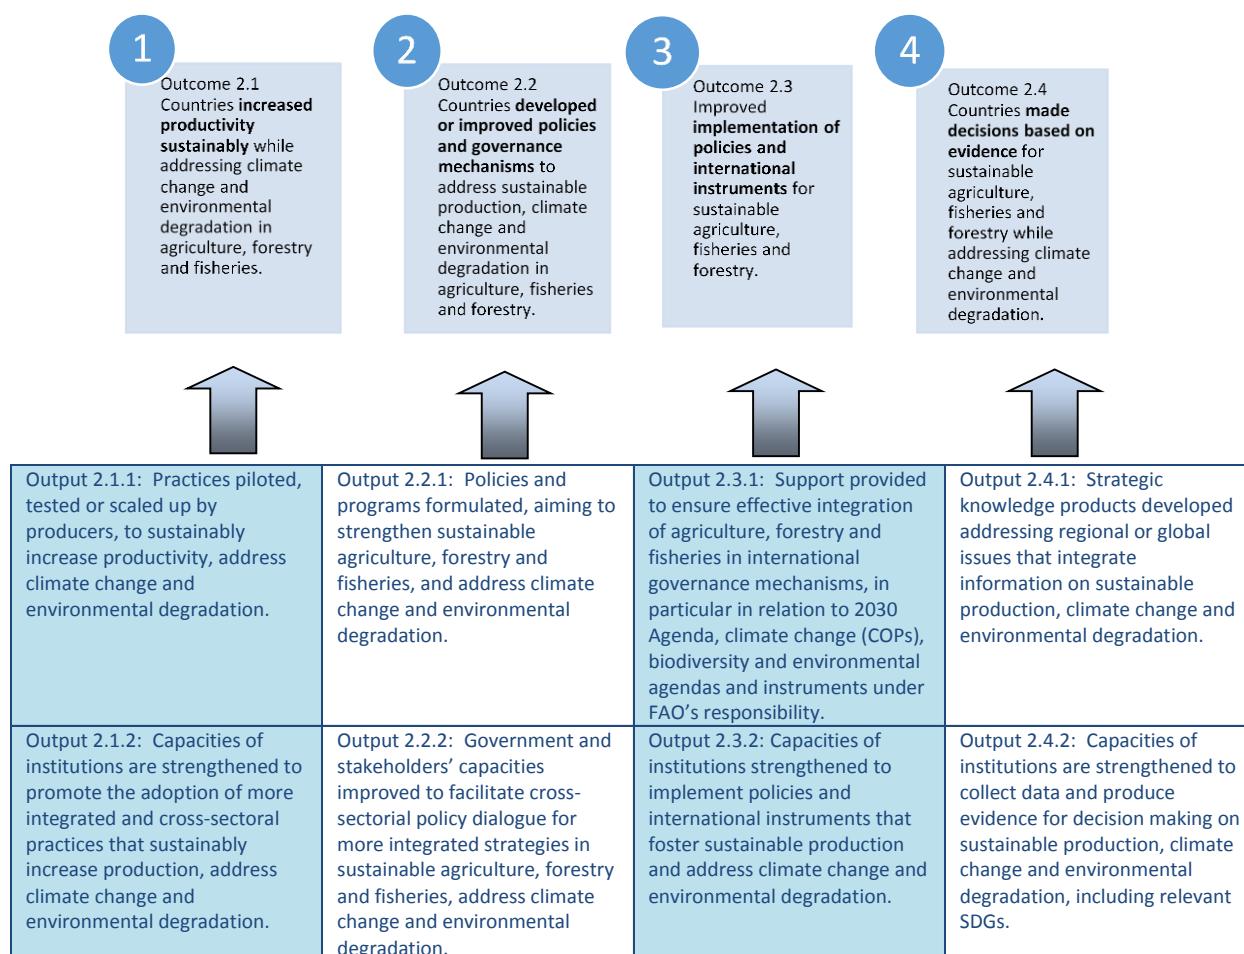 1
Outcome 2.1
Countries increased
productivity
sustainably while
addressing climate
change and
environmental
degradation in
agriculture, forestry
and fisheries.
2
Outcome 2.2
Countries developed
or improved policies
and governance
mechanisms to
address sustainable
production, climate
change and
environmental
degradation in
agriculture, fisheries
and forestry.
3
Outcome 2.3
Improved
implementation of
policies and
international
instruments for
sustainable
agriculture,
fisheries and
forestry.
4
Outcome 2.4
Countries made
decisions based on
evidence for
sustainable
agriculture,
fisheries and
forestry while
addressing climate
change and
environmental
degradation.
Output 2.1.1: Practices piloted,
tested or scaled up by
producers, to sustainably
increase productivity, address
climate change and
environmental degradation.
Output 2.2.1: Policies and
programs formulated, aiming to
strengthen sustainable
agriculture, forestry and
fisheries, and address climate
change and environmental
degradation.
Output 2.3.1: Support provided
to ensure effective integration
of agriculture, forestry and
fisheries in international
governance mechanisms, in
particular in relation to 2030
Agenda, climate change (COPs),
biodiversity and environmental
agendas and instruments under
FAO's responsibility.
Output 2.4.1: Strategic
knowledge products developed
addressing regional or global
issues that integrate
information on sustainable
production, climate change and
environmental degradation.
Output 2.1.2: Capacities of
institutions are strengthened to
promote the adoption of more
integrated and cross-sectoral
practices that sustainably
increase production, address
climate change and
environmental degradation.
Output 2.2.2: Government and
stakeholders' capacities
improved to facilitate cross-
sectorial policy dialogue for
more integrated strategies in
sustainable agriculture, forestry
and fisheries, address climate
change and environmental
degradation.
Output 2.3.2: Capacities of
institutions strengthened to
implement policies and
international instruments that
foster sustainable production
and address climate change and
environmental degradation.
Output 2.4.2: Capacities of
institutions are strengthened to
collect data and produce
evidence for decision making on
sustainable production, climate
change and environmental
degradation, including relevant
SDGs.